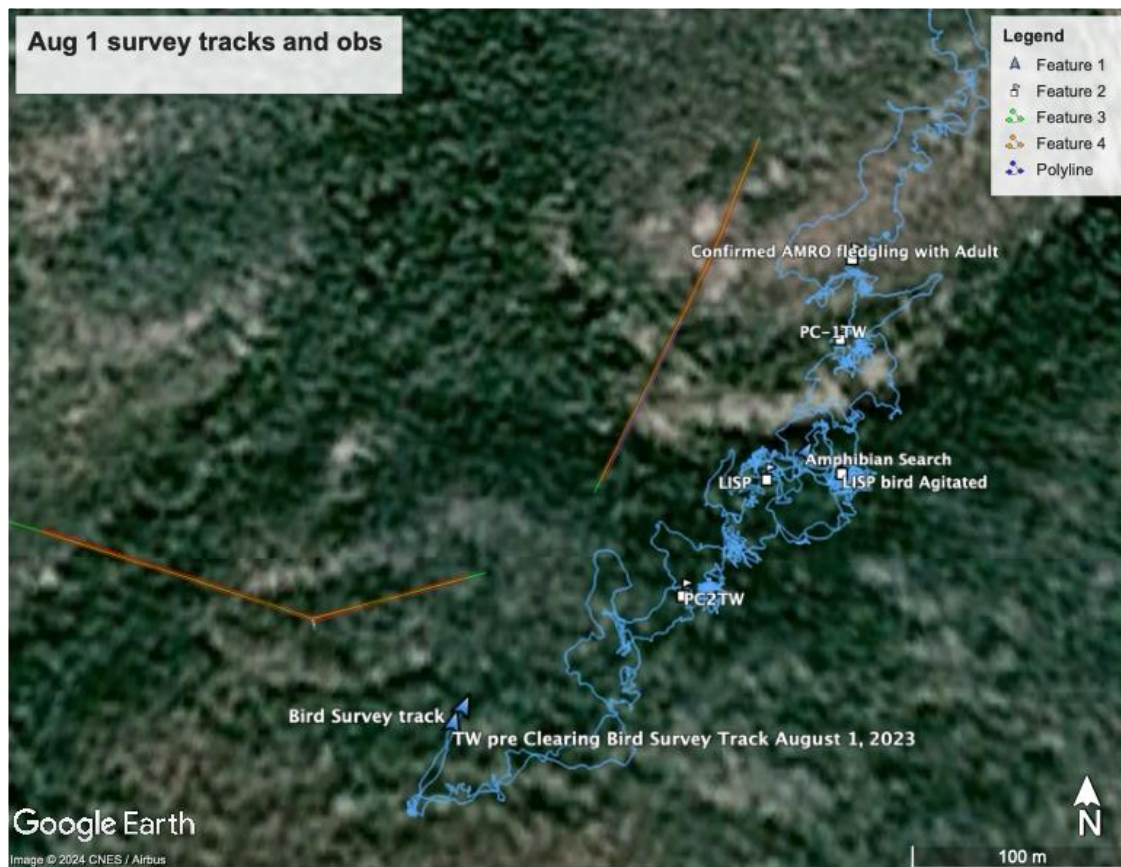 Aug 1 survey tracks and obs
Legend
Feature 1
Feature 2
Feature 3
Feature 4
Polyline
Confirmed AMRO fledgling with Adult
PC-1TW
Amphibian Search
LISP
LISP bird Agitated
PC2TW
Bird Survey track
TW pre Clearing Bird Survey Track August 1, 2023
Google Earth
N
Image © 2024 CNES / Airbus
100 m